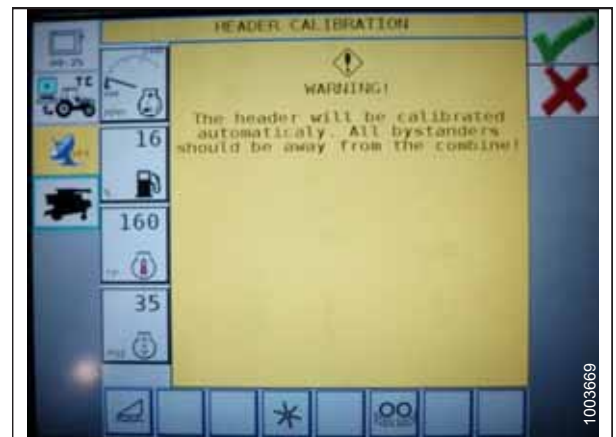 HEADER CALIBRATION
WARNING!
The header will be calibrated
automaticaly. All bystanders
should be away from the combine!
TC
16
160
35
1003669